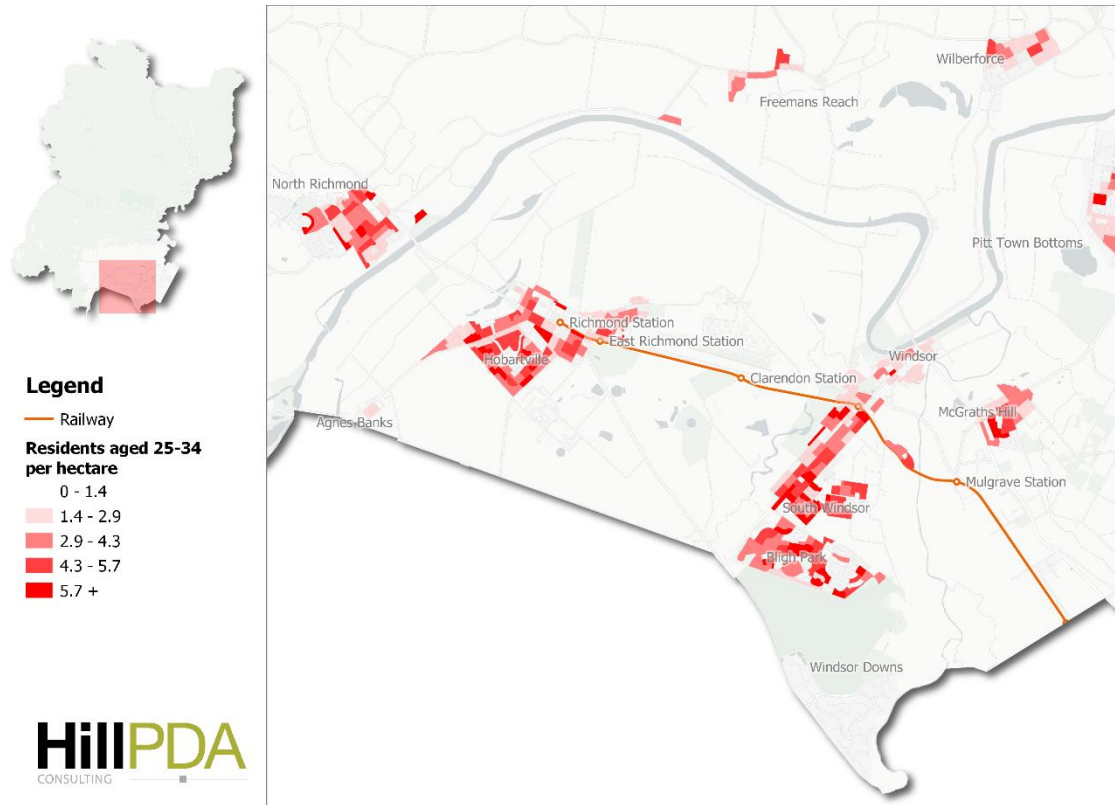 Legend
Railway
Residents aged 25-34
per hectare
0 - 1.4
1.4 - 2.9
2.9 - 4.3
4.3 - 5.7
5.7 +
HillPDA
CONSULTING
Wilberforce
Freemans Reach
North Richmond
Pitt Town Bottoms
Richmond Station
East Richmond Station
Hobartville
Windsor
Clarendon Station
McGraths Hill
Agnes Banks
Mulgrave Station
South Windsor
Bligh Park
Windsor Downs